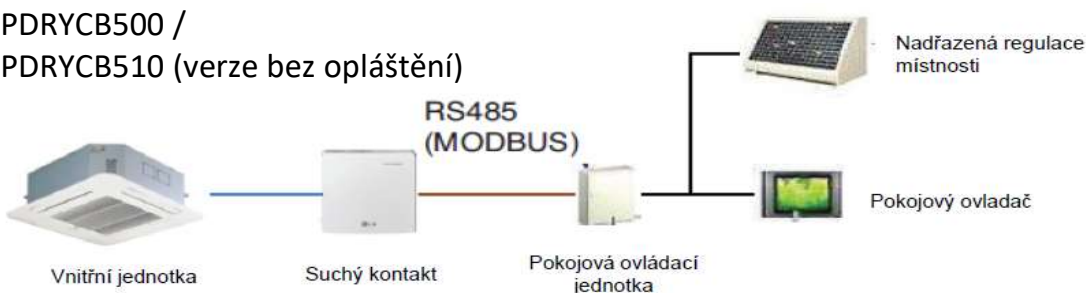 PDRYCB500 /
PDRYCB510 (verze bez opláštění)
Nadřazená regulace
místnosti
RS485
(MODBUS)
Pokojový ovladač
Vnitřní jednotka
Suchý kontakt
Pokojová ovládací
jednotka